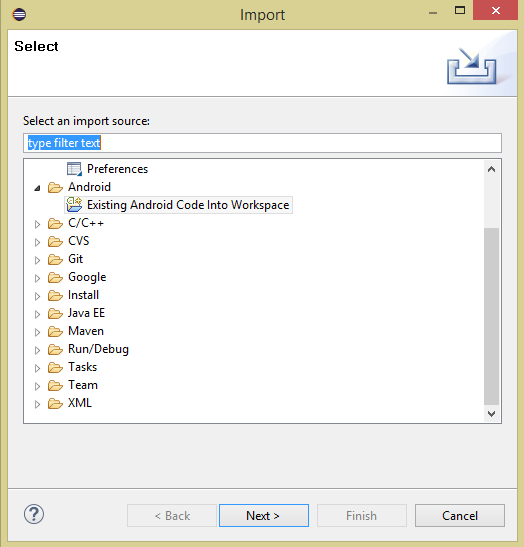 Import
Select
Select an import source:
type filter text
Preferences
Android
Existing Android Code Into Workspace
C/C++
CVS
Git
Google
Install
Java EE
Maven
Run/Debug
Tasks
Team
XML
? < Back Next > Finish Cancel